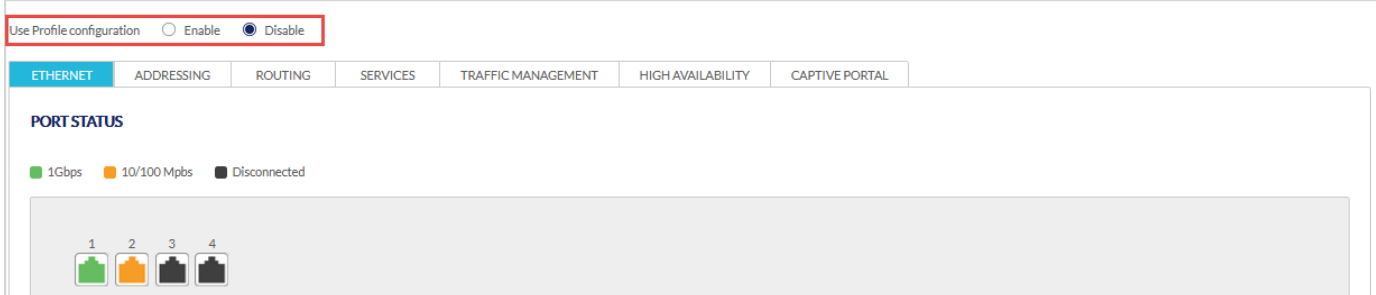 Use Profile configuration Enable Disable
ETHERNET ADDRESSING ROUTING SERVICES TRAFFIC MANAGEMENT HIGH AVAILABILITY CAPTIVE PORTAL
PORT STATUS
1Gbps 10/100 Mpbs Disconnected
1 2 3 4